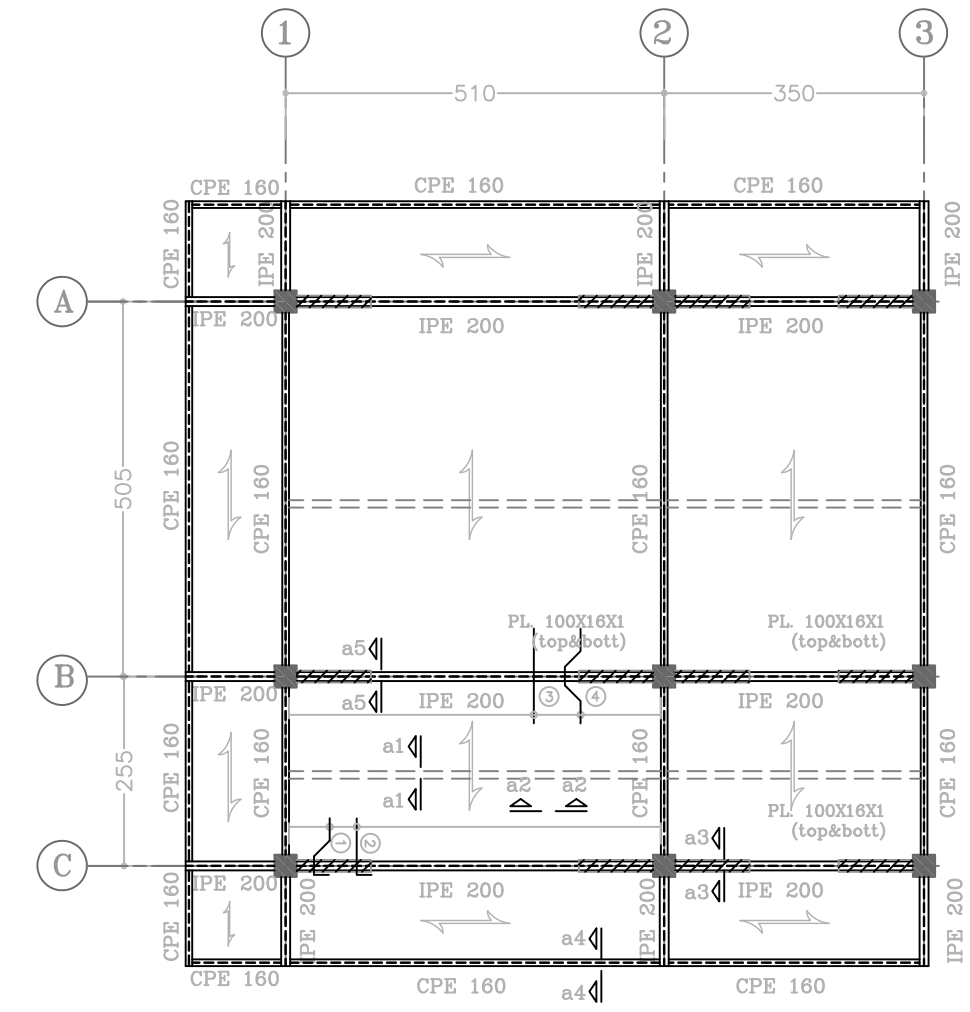 1 2 3
510 350
CPE 160 CPE 160 CPE 160
CPE 160 IPE 200 IPE 200 IPE 200
A
IPE 200 IPE 200 IPE 200
505
CPE 160 CPE 160 CPE 160 CPE 160
PL. 100X16X1 PL. 100X16X1
(top&bott) (top&bott)
a5
B
IPE 200 a5 IPE 200 3 4 IPE 200
255
CPE 160 CPE 160 CPE 160 CPE 160
a1
a1 a2 a2
PL. 100X16X1
(top&bott)
1 2 a3
C
IPE 200 IPE 200 a3 IPE 200
CPE 160 IPE 200 IPE 200 IPE 200
a4
CPE 160 CPE 160 a4 CPE 160